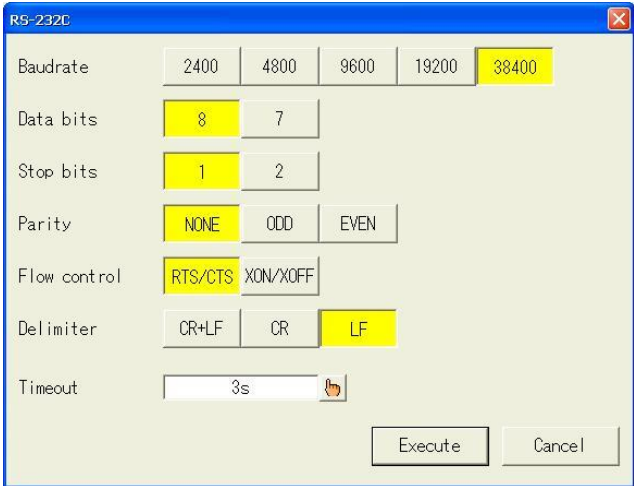 RS-232C
Baudrate 2400 4800 9600 19200 38400
Data bits 8 7
Stop bits 1 2
Parity NONE ODD EVEN
Flow control RTS/CTS XON/XOFF
Delimiter CR+LF CR LF
Timeout 3s
Execute Cancel